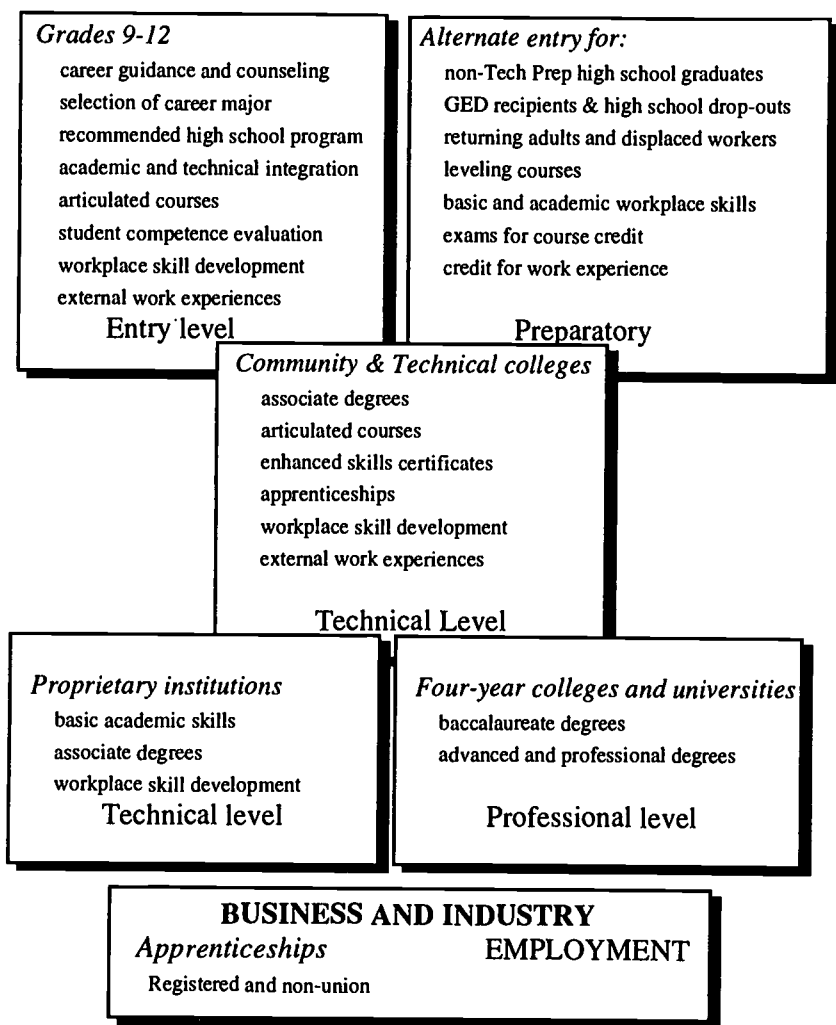 Grades 9-12
career guidance and counseling
selection of career major
recommended high school program
academic and technical integration
articulated courses
student competence evaluation
workplace skill development
external work experiences
Entry level
Alternate entry for:
non-Tech Prep high school graduates
GED recipients & high school drop-outs
returning adults and displaced workers
leveling courses
basic and academic workplace skills
exams for course credit
credit for work experience
Preparatory
Community & Technical colleges
associate degrees
articulated courses
enhanced skills certificates
apprenticeships
workplace skill development
external work experiences
Technical Level
Proprietary institutions
basic academic skills
associate degrees
workplace skill development
Technical level
Four-year colleges and universities
baccalaureate degrees
advanced and professional degrees
Professional level
BUSINESS AND INDUSTRY
Apprenticeships EMPLOYMENT
Registered and non-union